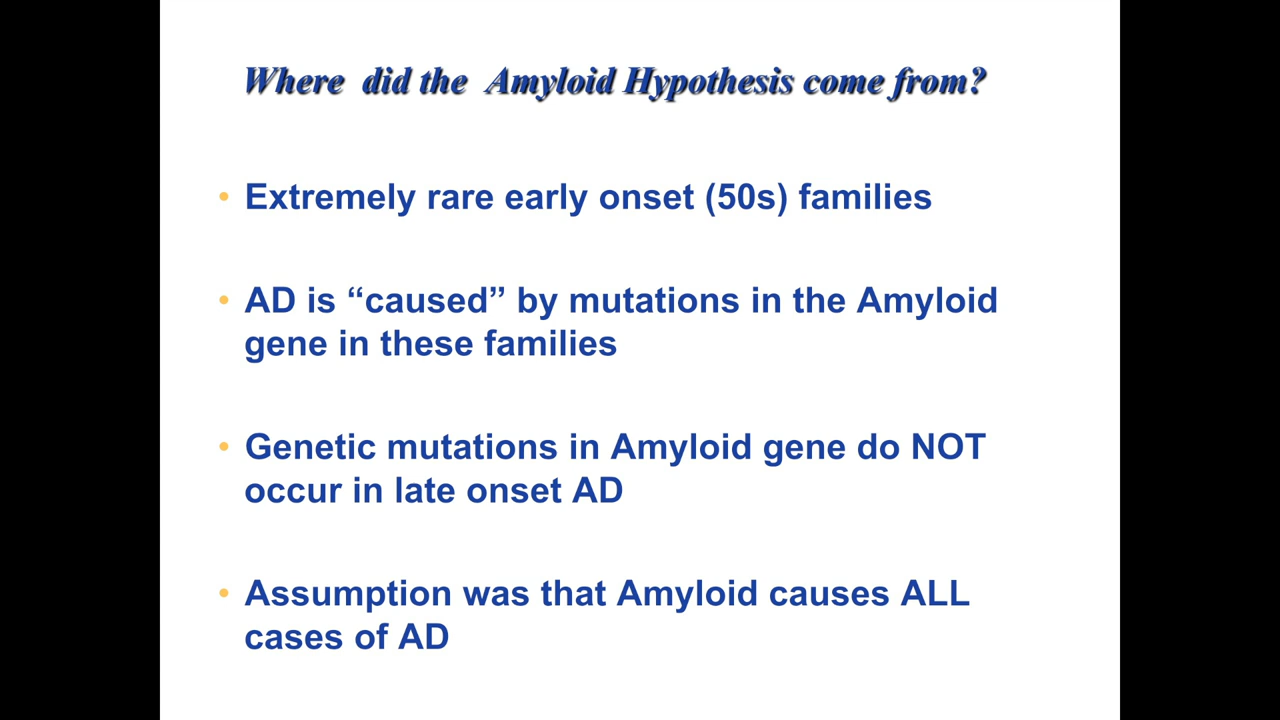 Where did the Amyloid Hypothesis come from?
• Extremely rare early onset (50s) families
• AD is “caused” by mutations in the Amyloid
gene in these families
• Genetic mutations in Amyloid gene do NOT
occur in late onset AD
• Assumption was that Amyloid causes ALL
cases of AD